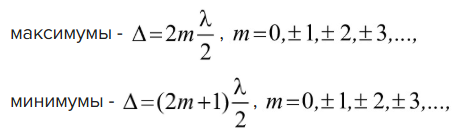 максимумы - Δ=2m λ/2 , m=0,±1,±2,±3,...,
минимумы - Δ=(2m+1) λ/2 , m=0,±1,±2,±3,...,